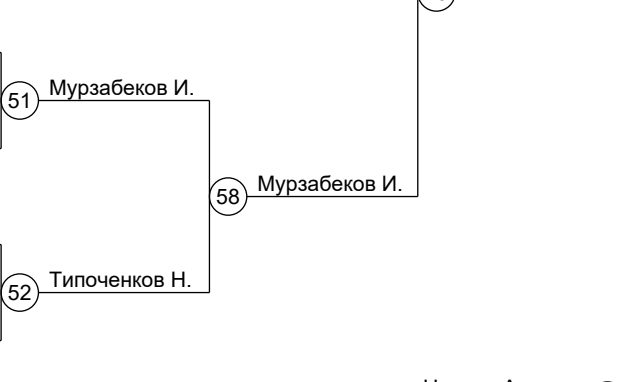 51 Мурзабеков И.
58 Мурзабеков И.
52 Типоченков Н.